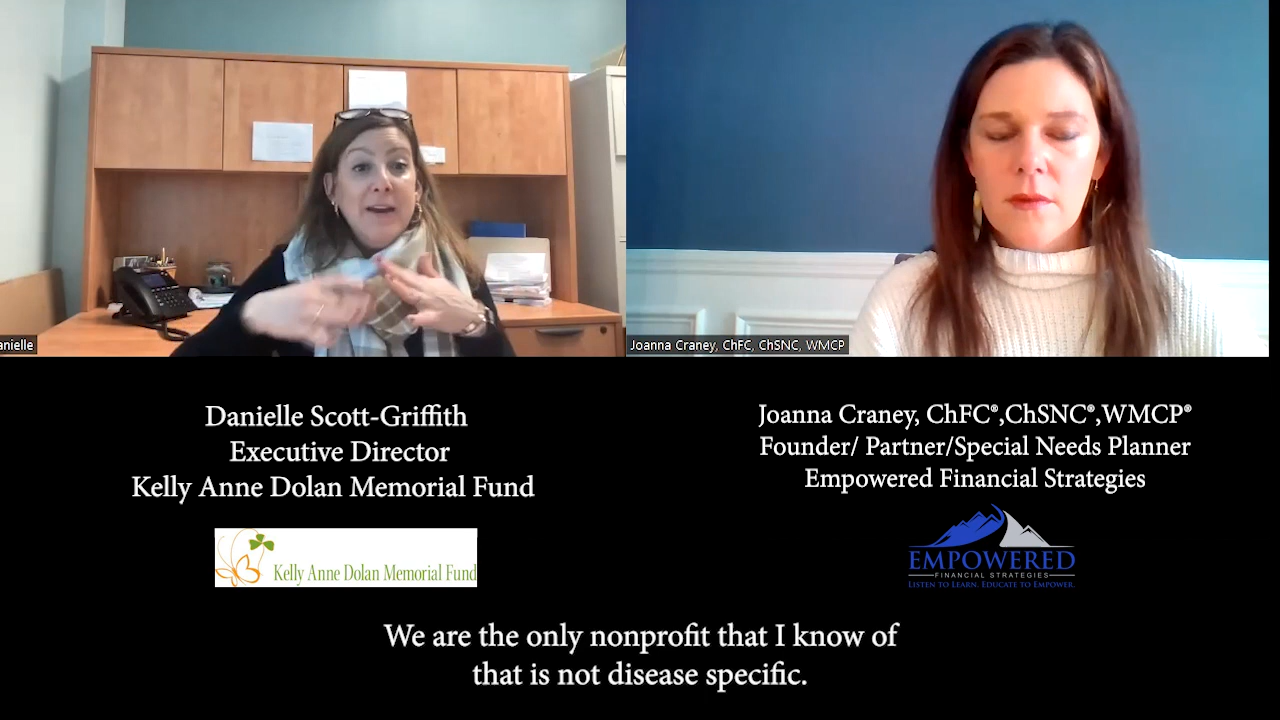 anielle
Joanna Craney, ChFC, ChSNC, WMCP
Danielle Scott-Griffith
Executive Director
Kelly Anne Dolan Memorial Fund
Joanna Craney, ChFC®,ChSNC®,WMCP®
Founder/ Partner/Special Needs Planner
Empowered Financial Strategies
Kelly Anne Dolan Memorial Fund
EMPOWERED
FINANCIAL STRATEGIES
LISTEN TO LEARN. EDUCATE TO EMPOWER.
We are the only nonprofit that I know of
that is not disease specific.